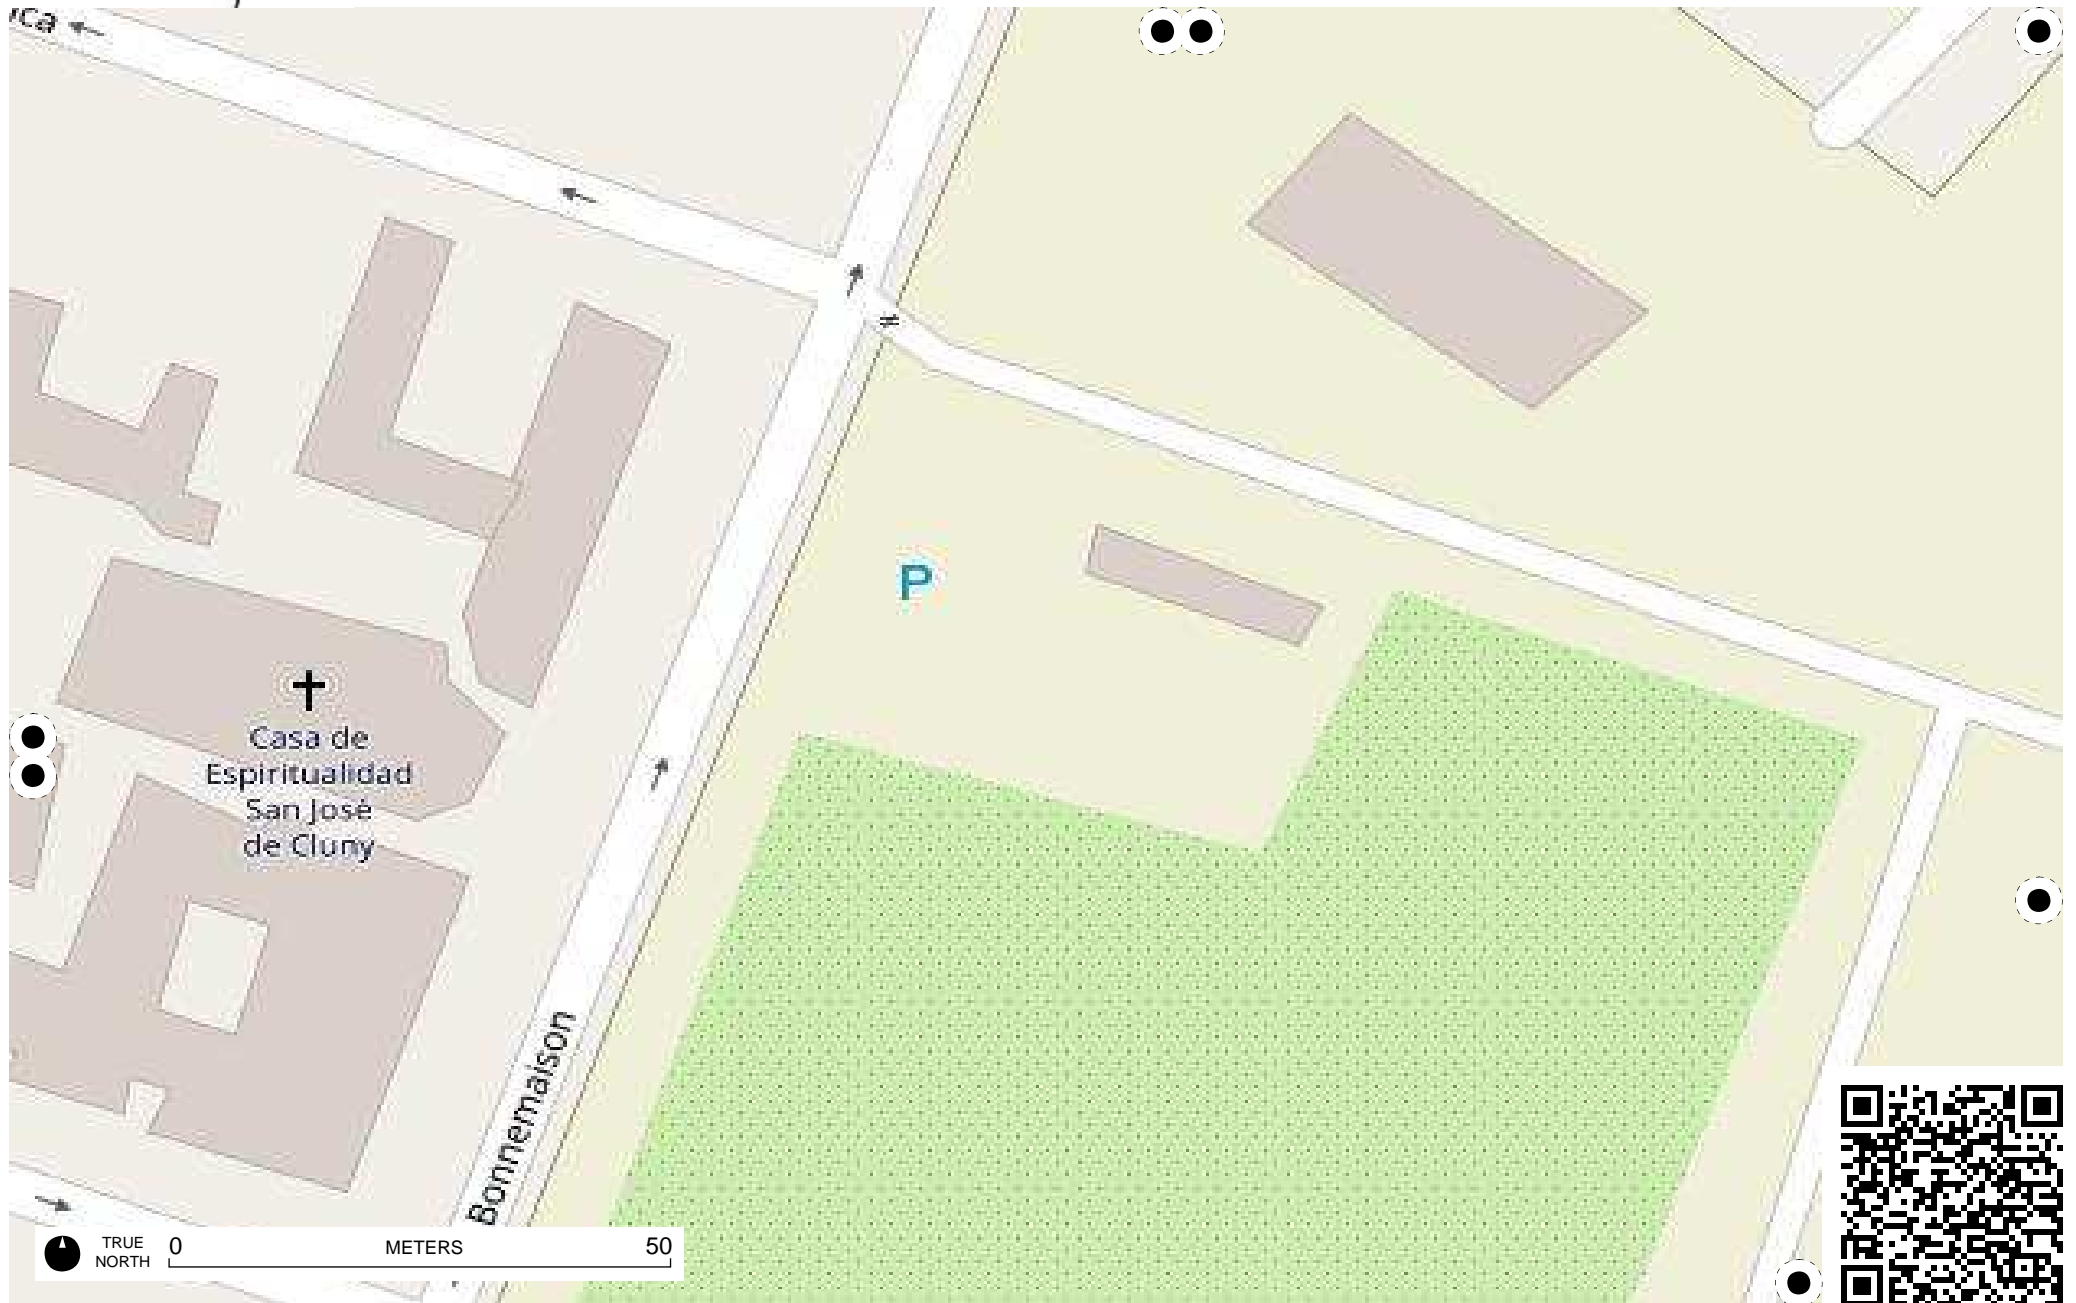 P
Casa de
Espiritualidad
San José
de Cluny
Bonnemaison
TRUE
NORTH
0 METERS 50